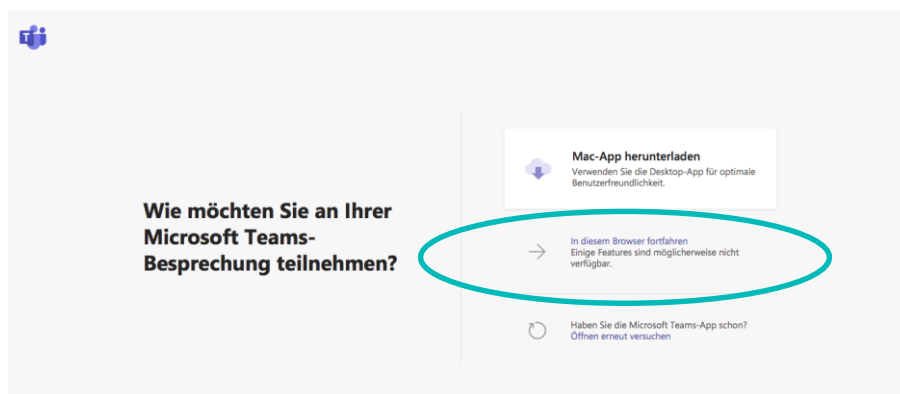 Wie möchten Sie an Ihrer
Microsoft Teams-
Besprechung teilnehmen?
Mac-App herunterladen
Verwenden Sie die Desktop-App für optimale
Benutzerfreundlichkeit.
In diesem Browser fortfahren
Einige Features sind möglicherweise nicht
verfügbar.
Haben Sie die Microsoft Teams-App schon?
Öffnen erneut versuchen